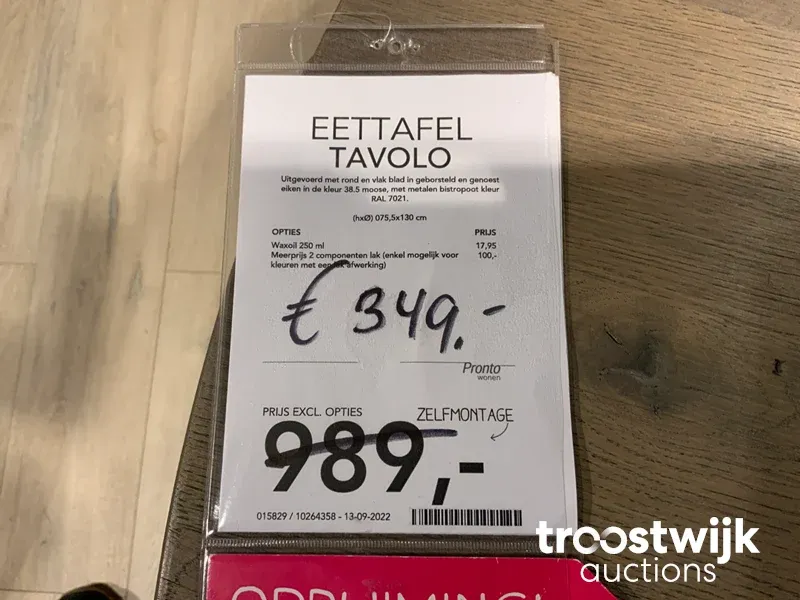 EETTAFEL
TAVOLO
Uitgevoerd met rond en vlak blad in geborsteld en genoest
eiken in de kleur 38.5 moose, met metalen bistropoot kleur
RAL 7021.
(hxØ) 075,5x130 cm
OPTIES PRIJS
Waxoil 250 ml 17,95
Meerprijs 2 componenten lak (enkel mogelijk voor 100,-
kleuren met een lak afwerking)
€ 349.-
Pronto
wonen
PRIJS EXCL. OPTIES ZELFMONTAGE
989,-
015829 / 10264358 - 13-09-2022
troostwijk
auctions
OPRUIMING!